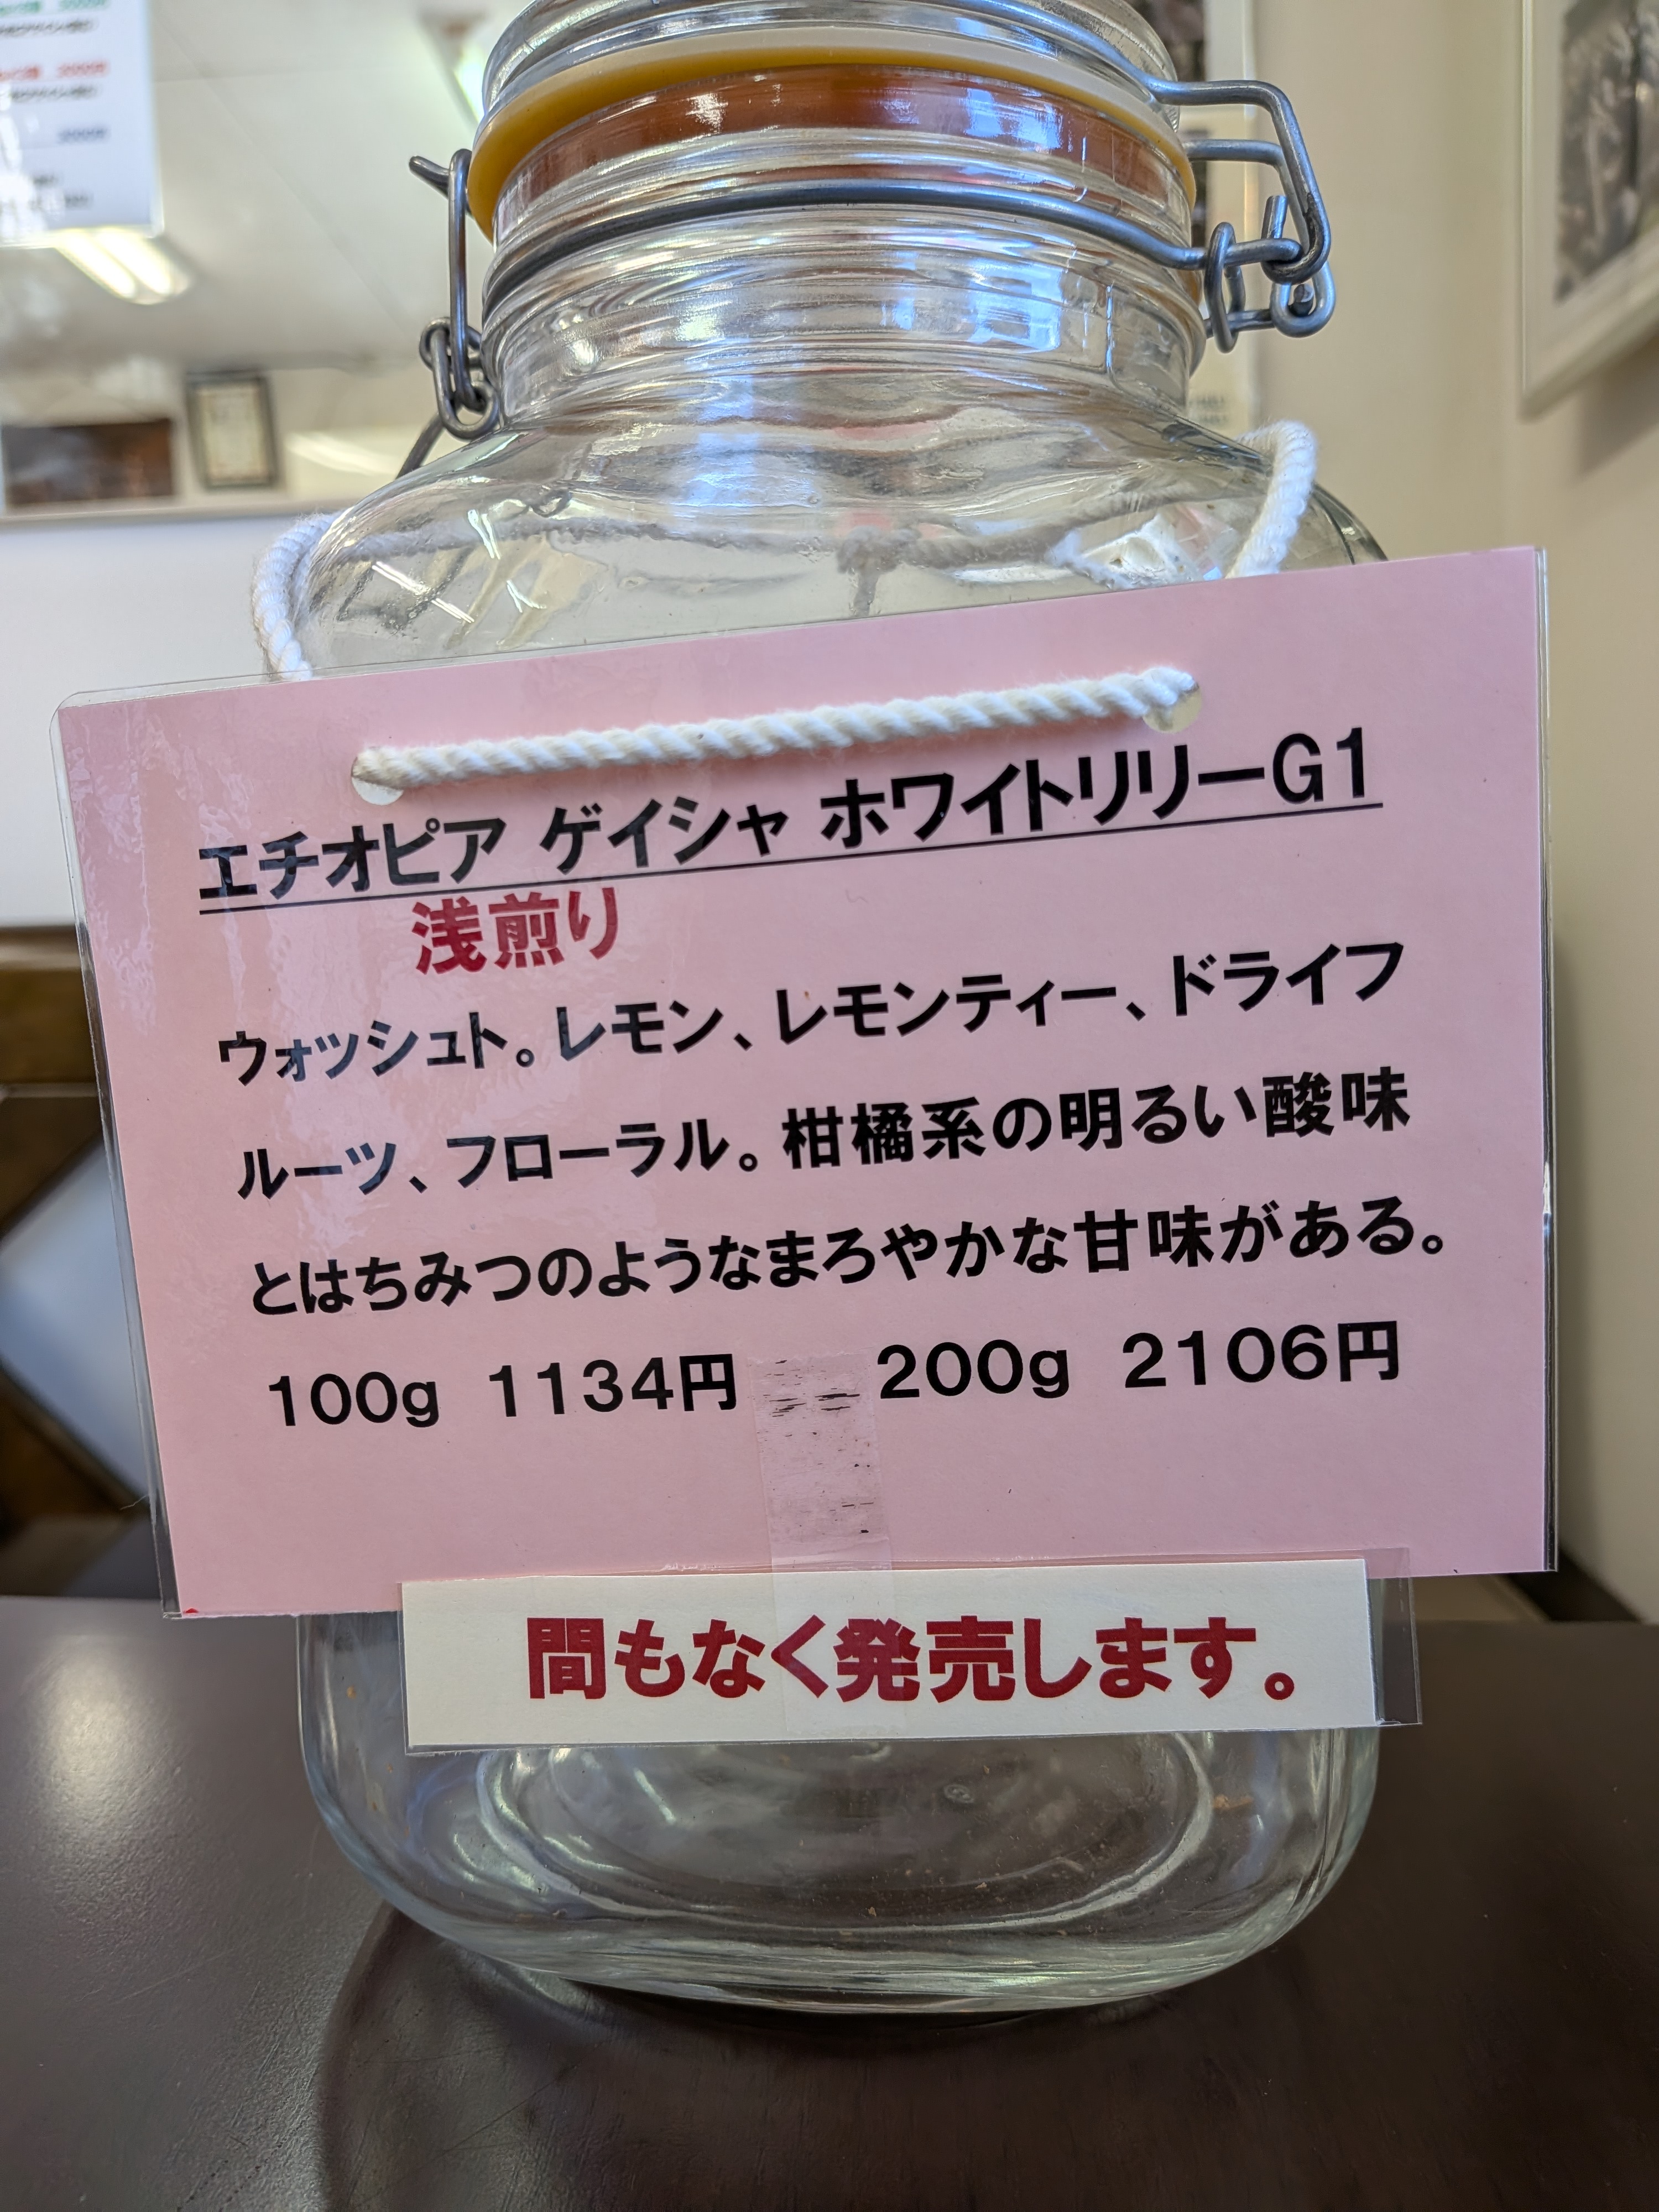 エチオピア ゲイシャ ホワイトリリーG1
浅煎り
ウォッシュト。レモン、レモンティー、ドライフ
ルーツ、フローラル。柑橘系の明るい酸味
とはちみつのようなまろやかな甘味がある。
100g 1134円 200g 2106円
間もなく発売します。